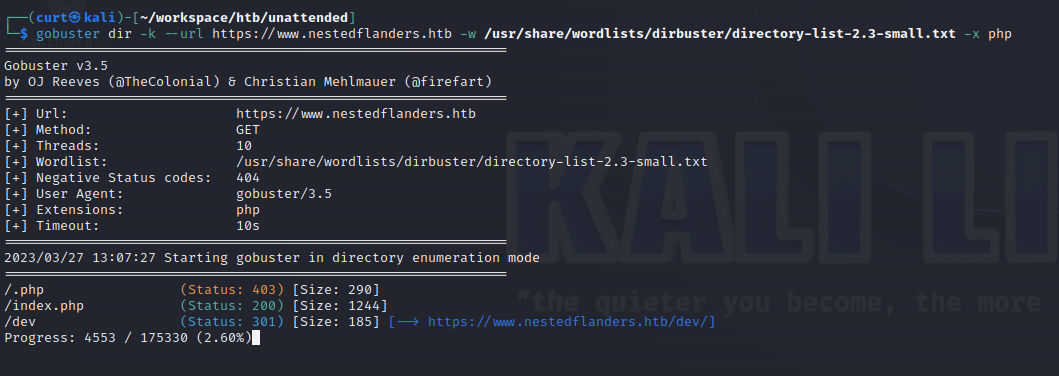 ┌──(curt㉿kali)-[~/workspace/htb/unattended]
└─$ gobuster dir -k --url https://www.nestedflanders.htb -w /usr/share/wordlists/dirbuster/directory-list-2.3-small.txt -x php
===============================================================
Gobuster v3.5
by OJ Reeves (@TheColonial) & Christian Mehlmauer (@firefart)
===============================================================
[+] Url:                     https://www.nestedflanders.htb
[+] Method:                  GET
[+] Threads:                 10
[+] Wordlist:                /usr/share/wordlists/dirbuster/directory-list-2.3-small.txt
[+] Negative Status codes:   404
[+] User Agent:              gobuster/3.5
[+] Extensions:              php
[+] Timeout:                 10s
===============================================================
2023/03/27 13:07:27 Starting gobuster in directory enumeration mode
===============================================================
/.php                 (Status: 403) [Size: 290]
/index.php            (Status: 200) [Size: 1244]
/dev                  (Status: 301) [Size: 185] [--> https://www.nestedflanders.htb/dev/]
Progress: 4553 / 175330 (2.60%)
KALI LI
"the quieter you become, the more